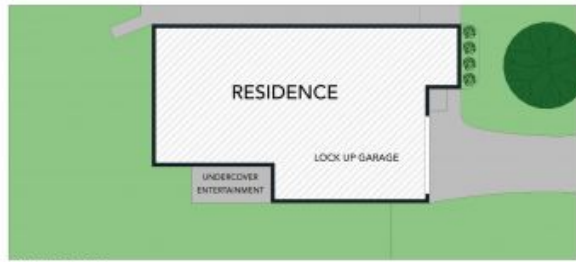 RESIDENCE
LOCK UP GARAGE
UNDERCOVER
ENTERTAINMENT